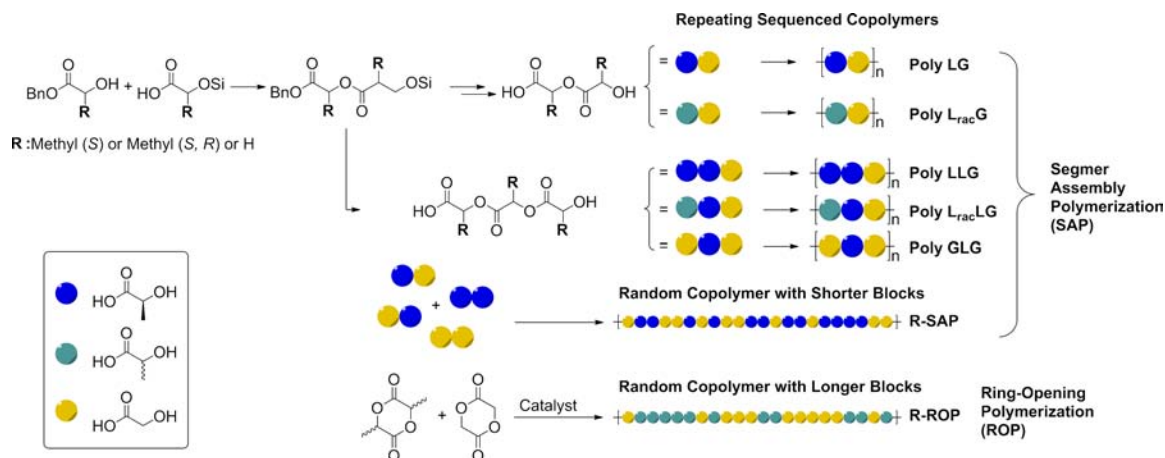 Repeating Sequenced Copolymers
BnO O OH R + HO O OSi R
BnO O R O O R OSi
HO O R O O R OH
= n Poly LG
= n Poly LracG
R :Methyl (S) or Methyl (S, R) or H
HO O R O O R O O R OH
= n Poly LLG
= n Poly LracLG
= n Poly GLG
Segmer
Assembly
Polymerization
(SAP)
HO O OH
HO O OH
HO O OH
+
Random Copolymer with Shorter Blocks
R-SAP
O O O O + O O O O
Catalyst
Random Copolymer with Longer Blocks
R-ROP
Ring-Opening
Polymerization
(ROP)